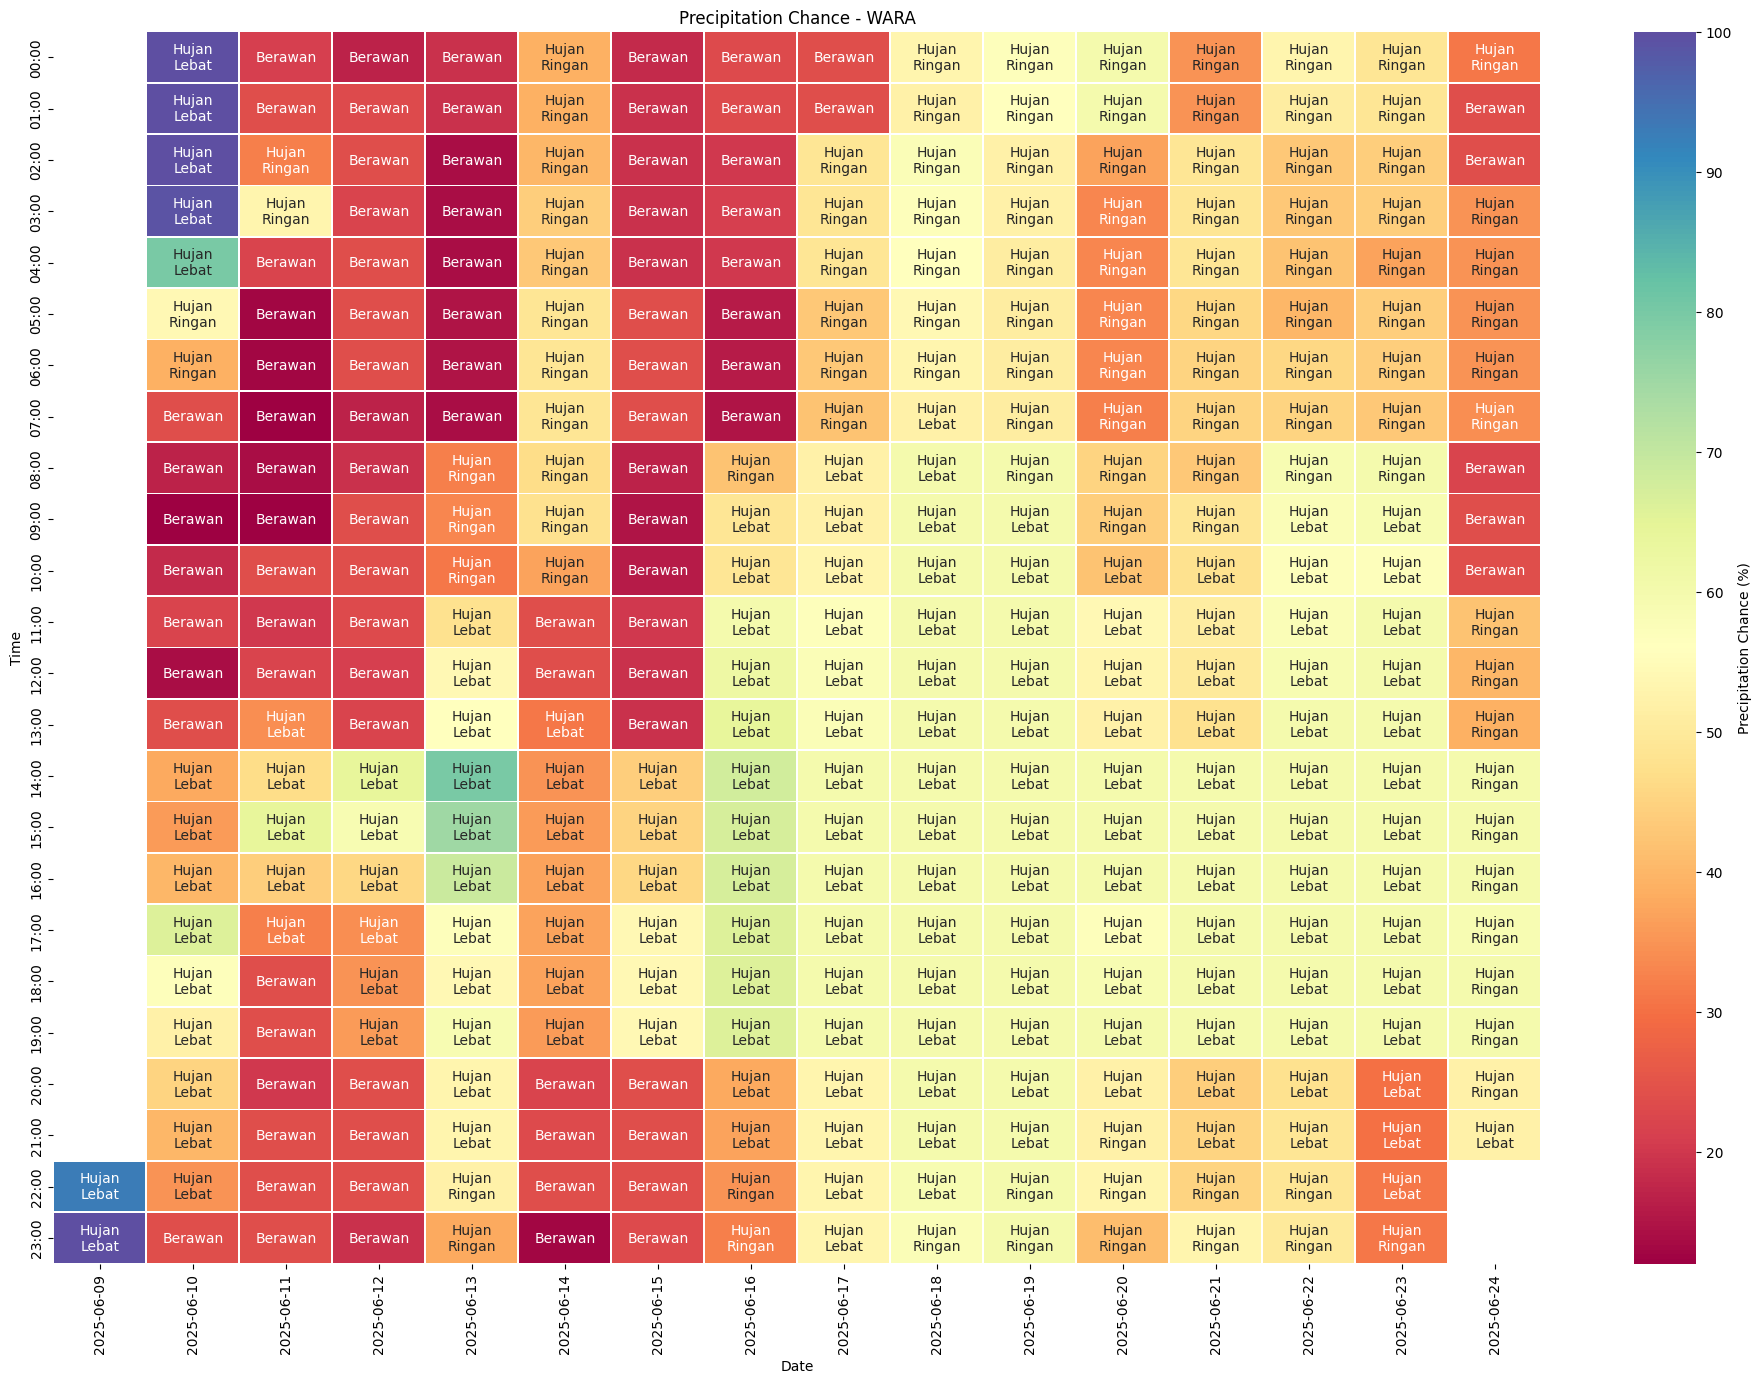 Precipitation Chance - WARA
00:00 Hujan Lebat Berawan Berawan Berawan Hujan Ringan Berawan Berawan Berawan Hujan Ringan Hujan Ringan Hujan Ringan Hujan Ringan Hujan Ringan Hujan Ringan Hujan Ringan
01:00 Hujan Lebat Berawan Berawan Berawan Hujan Ringan Berawan Berawan Berawan Hujan Ringan Hujan Ringan Hujan Ringan Hujan Ringan Hujan Ringan Hujan Ringan Berawan
02:00 Hujan Lebat Hujan Ringan Berawan Berawan Hujan Ringan Berawan Berawan Hujan Ringan Hujan Ringan Hujan Ringan Hujan Ringan Hujan Ringan Hujan Ringan Hujan Ringan Berawan
03:00 Hujan Lebat Hujan Ringan Berawan Berawan Hujan Ringan Berawan Berawan Hujan Ringan Hujan Ringan Hujan Ringan Hujan Ringan Hujan Ringan Hujan Ringan Hujan Ringan Hujan Ringan
04:00 Hujan Lebat Berawan Berawan Berawan Hujan Ringan Berawan Berawan Hujan Ringan Hujan Ringan Hujan Ringan Hujan Ringan Hujan Ringan Hujan Ringan Hujan Ringan Hujan Ringan
05:00 Hujan Ringan Berawan Berawan Berawan Hujan Ringan Berawan Berawan Hujan Ringan Hujan Ringan Hujan Ringan Hujan Ringan Hujan Ringan Hujan Ringan Hujan Ringan Hujan Ringan
06:00 Hujan Ringan Berawan Berawan Berawan Hujan Ringan Berawan Berawan Hujan Ringan Hujan Ringan Hujan Ringan Hujan Ringan Hujan Ringan Hujan Ringan Hujan Ringan Hujan Ringan
07:00 Berawan Berawan Berawan Berawan Hujan Ringan Berawan Berawan Hujan Ringan Hujan Lebat Hujan Ringan Hujan Ringan Hujan Ringan Hujan Ringan Hujan Ringan Hujan Ringan
08:00 Berawan Berawan Berawan Hujan Ringan Hujan Ringan Berawan Hujan Ringan Hujan Lebat Hujan Lebat Hujan Ringan Hujan Ringan Hujan Ringan Hujan Ringan Hujan Ringan Berawan
09:00 Berawan Berawan Berawan Hujan Ringan Hujan Ringan Berawan Hujan Lebat Hujan Lebat Hujan Lebat Hujan Lebat Hujan Ringan Hujan Ringan Hujan Lebat Hujan Lebat Berawan
10:00 Berawan Berawan Berawan Hujan Ringan Hujan Ringan Berawan Hujan Lebat Hujan Lebat Hujan Lebat Hujan Lebat Hujan Lebat Hujan Lebat Hujan Lebat Hujan Lebat Berawan
11:00 Berawan Berawan Berawan Hujan Lebat Berawan Berawan Hujan Lebat Hujan Lebat Hujan Lebat Hujan Lebat Hujan Lebat Hujan Lebat Hujan Lebat Hujan Lebat Hujan Ringan
12:00 Berawan Berawan Berawan Hujan Lebat Berawan Berawan Hujan Lebat Hujan Lebat Hujan Lebat Hujan Lebat Hujan Lebat Hujan Lebat Hujan Lebat Hujan Lebat Hujan Ringan
13:00 Berawan Hujan Lebat Berawan Hujan Lebat Hujan Lebat Berawan Hujan Lebat Hujan Lebat Hujan Lebat Hujan Lebat Hujan Lebat Hujan Lebat Hujan Lebat Hujan Lebat Hujan Ringan
14:00 Hujan Lebat Hujan Lebat Hujan Lebat Hujan Lebat Hujan Lebat Hujan Lebat Hujan Lebat Hujan Lebat Hujan Lebat Hujan Lebat Hujan Lebat Hujan Lebat Hujan Lebat Hujan Lebat Hujan Ringan
15:00 Hujan Lebat Hujan Lebat Hujan Lebat Hujan Lebat Hujan Lebat Hujan Lebat Hujan Lebat Hujan Lebat Hujan Lebat Hujan Lebat Hujan Lebat Hujan Lebat Hujan Lebat Hujan Lebat Hujan Ringan
16:00 Hujan Lebat Hujan Lebat Hujan Lebat Hujan Lebat Hujan Lebat Hujan Lebat Hujan Lebat Hujan Lebat Hujan Lebat Hujan Lebat Hujan Lebat Hujan Lebat Hujan Lebat Hujan Lebat Hujan Ringan
17:00 Hujan Lebat Hujan Lebat Hujan Lebat Hujan Lebat Hujan Lebat Hujan Lebat Hujan Lebat Hujan Lebat Hujan Lebat Hujan Lebat Hujan Lebat Hujan Lebat Hujan Lebat Hujan Lebat Hujan Ringan
18:00 Hujan Lebat Berawan Hujan Lebat Hujan Lebat Hujan Lebat Hujan Lebat Hujan Lebat Hujan Lebat Hujan Lebat Hujan Lebat Hujan Lebat Hujan Lebat Hujan Lebat Hujan Lebat Hujan Ringan
19:00 Hujan Lebat Berawan Hujan Lebat Hujan Lebat Hujan Lebat Hujan Lebat Hujan Lebat Hujan Lebat Hujan Lebat Hujan Lebat Hujan Lebat Hujan Lebat Hujan Lebat Hujan Lebat Hujan Ringan
20:00 Hujan Lebat Berawan Berawan Hujan Lebat Berawan Berawan Hujan Lebat Hujan Lebat Hujan Lebat Hujan Lebat Hujan Lebat Hujan Lebat Hujan Lebat Hujan Lebat Hujan Ringan
21:00 Hujan Lebat Berawan Berawan Hujan Lebat Berawan Berawan Hujan Lebat Hujan Lebat Hujan Lebat Hujan Lebat Hujan Ringan Hujan Lebat Hujan Lebat Hujan Lebat Hujan Lebat
22:00 Hujan Lebat Hujan Lebat Berawan Berawan Hujan Ringan Berawan Berawan Hujan Ringan Hujan Lebat Hujan Lebat Hujan Ringan Hujan Ringan Hujan Ringan Hujan Ringan Hujan Lebat
23:00 Hujan Lebat Berawan Berawan Berawan Hujan Ringan Berawan Berawan Hujan Ringan Hujan Lebat Hujan Ringan Hujan Ringan Hujan Ringan Hujan Ringan Hujan Ringan Hujan Ringan
Time
2025-06-09
2025-06-10
2025-06-11
2025-06-12
2025-06-13
2025-06-14
2025-06-15
2025-06-16
2025-06-17
2025-06-18
2025-06-19
2025-06-20
2025-06-21
2025-06-22
2025-06-23
2025-06-24
Date
100
90
80
70
60
50
40
30
20
Precipitation Chance (%)